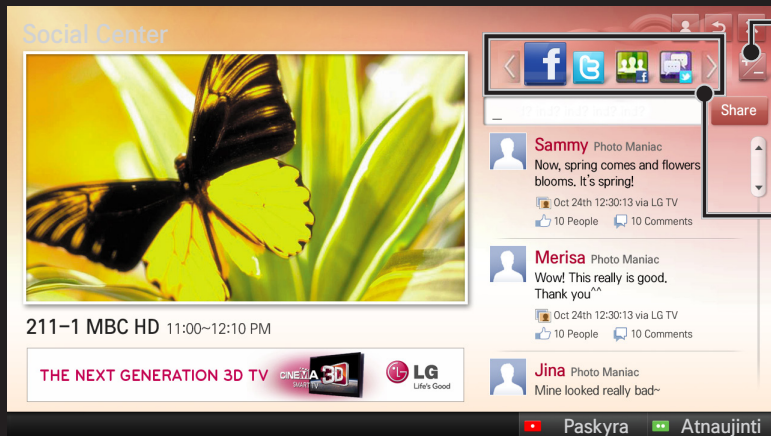 Social Center
_
Share
Sammy Photo Maniac
Now, spring comes and flowers
blooms. It's spring!
Oct 24th 12:30:13 via LG TV
10 People 10 Comments
Merisa Photo Maniac
Wow! This really is good.
Thank you^^
Oct 24th 12:30:13 via LG TV
10 People 10 Comments
Jina Photo Maniac
Mine looked really bad~
211-1 MBC HD 11:00~12:10 PM
THE NEXT GENERATION 3D TV CINEMA 3D SMART TV LG Life's Good
Paskyra Atnaujinti